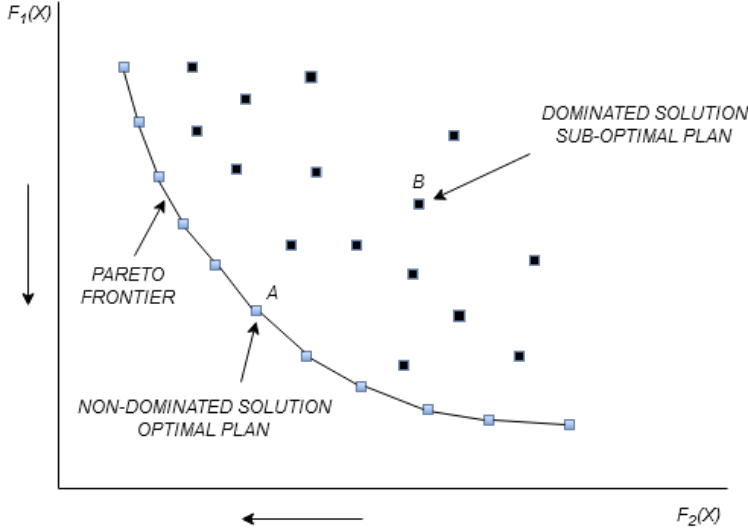 F1(X)
DOMINATED SOLUTION
SUB-OPTIMAL PLAN
B
PARETO
FRONTIER
A
NON-DOMINATED SOLUTION
OPTIMAL PLAN
F2(X)